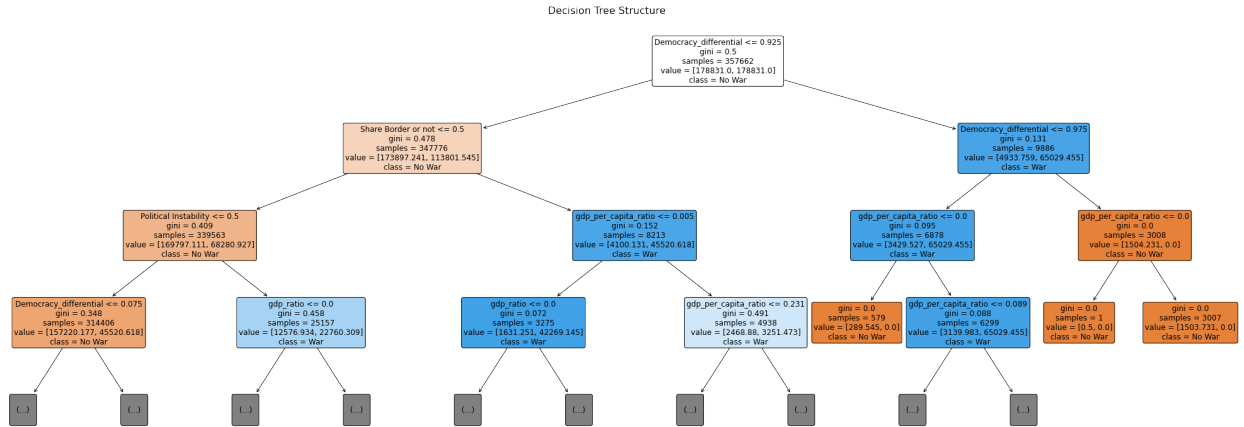 Decision Tree Structure
Democracy_differential <= 0.925
gini = 0.5
samples = 357662
value = [178831.0, 178831.0]
class = No War
Share Border or not <= 0.5
gini = 0.478
samples = 347776
value = [173897.241, 113801.545]
class = No War
Democracy_differential <= 0.975
gini = 0.131
samples = 9886
value = [4933.759, 65029.455]
class = War
Political Instability <= 0.5
gini = 0.409
samples = 339563
value = [169797.111, 68280.927]
class = No War
gdp_per_capita_ratio <= 0.005
gini = 0.152
samples = 8213
value = [4100.131, 45520.618]
class = War
gdp_per_capita_ratio <= 0.0
gini = 0.095
samples = 6878
value = [3429.527, 65029.455]
class = War
gdp_per_capita_ratio <= 0.0
gini = 0.0
samples = 3008
value = [1504.231, 0.0]
class = No War
Democracy_differential <= 0.075
gini = 0.348
samples = 314406
value = [157220.177, 45520.618]
class = No War
gdp_ratio <= 0.0
gini = 0.458
samples = 25157
value = [12576.934, 22760.309]
class = War
gdp_ratio <= 0.0
gini = 0.072
samples = 3275
value = [1631.251, 42269.145]
class = War
gdp_per_capita_ratio <= 0.231
gini = 0.491
samples = 4938
value = [2468.88, 3251.473]
class = War
gini = 0.0
samples = 579
value = [289.545, 0.0]
class = No War
gdp_per_capita_ratio <= 0.089
gini = 0.088
samples = 6299
value = [3139.983, 65029.455]
class = War
gini = 0.0
samples = 1
value = [0.5, 0.0]
class = No War
gini = 0.0
samples = 3007
value = [1503.731, 0.0]
class = No War
(...)
(...)
(...)
(...)
(...)
(...)
(...)
(...)
(...)
(...)